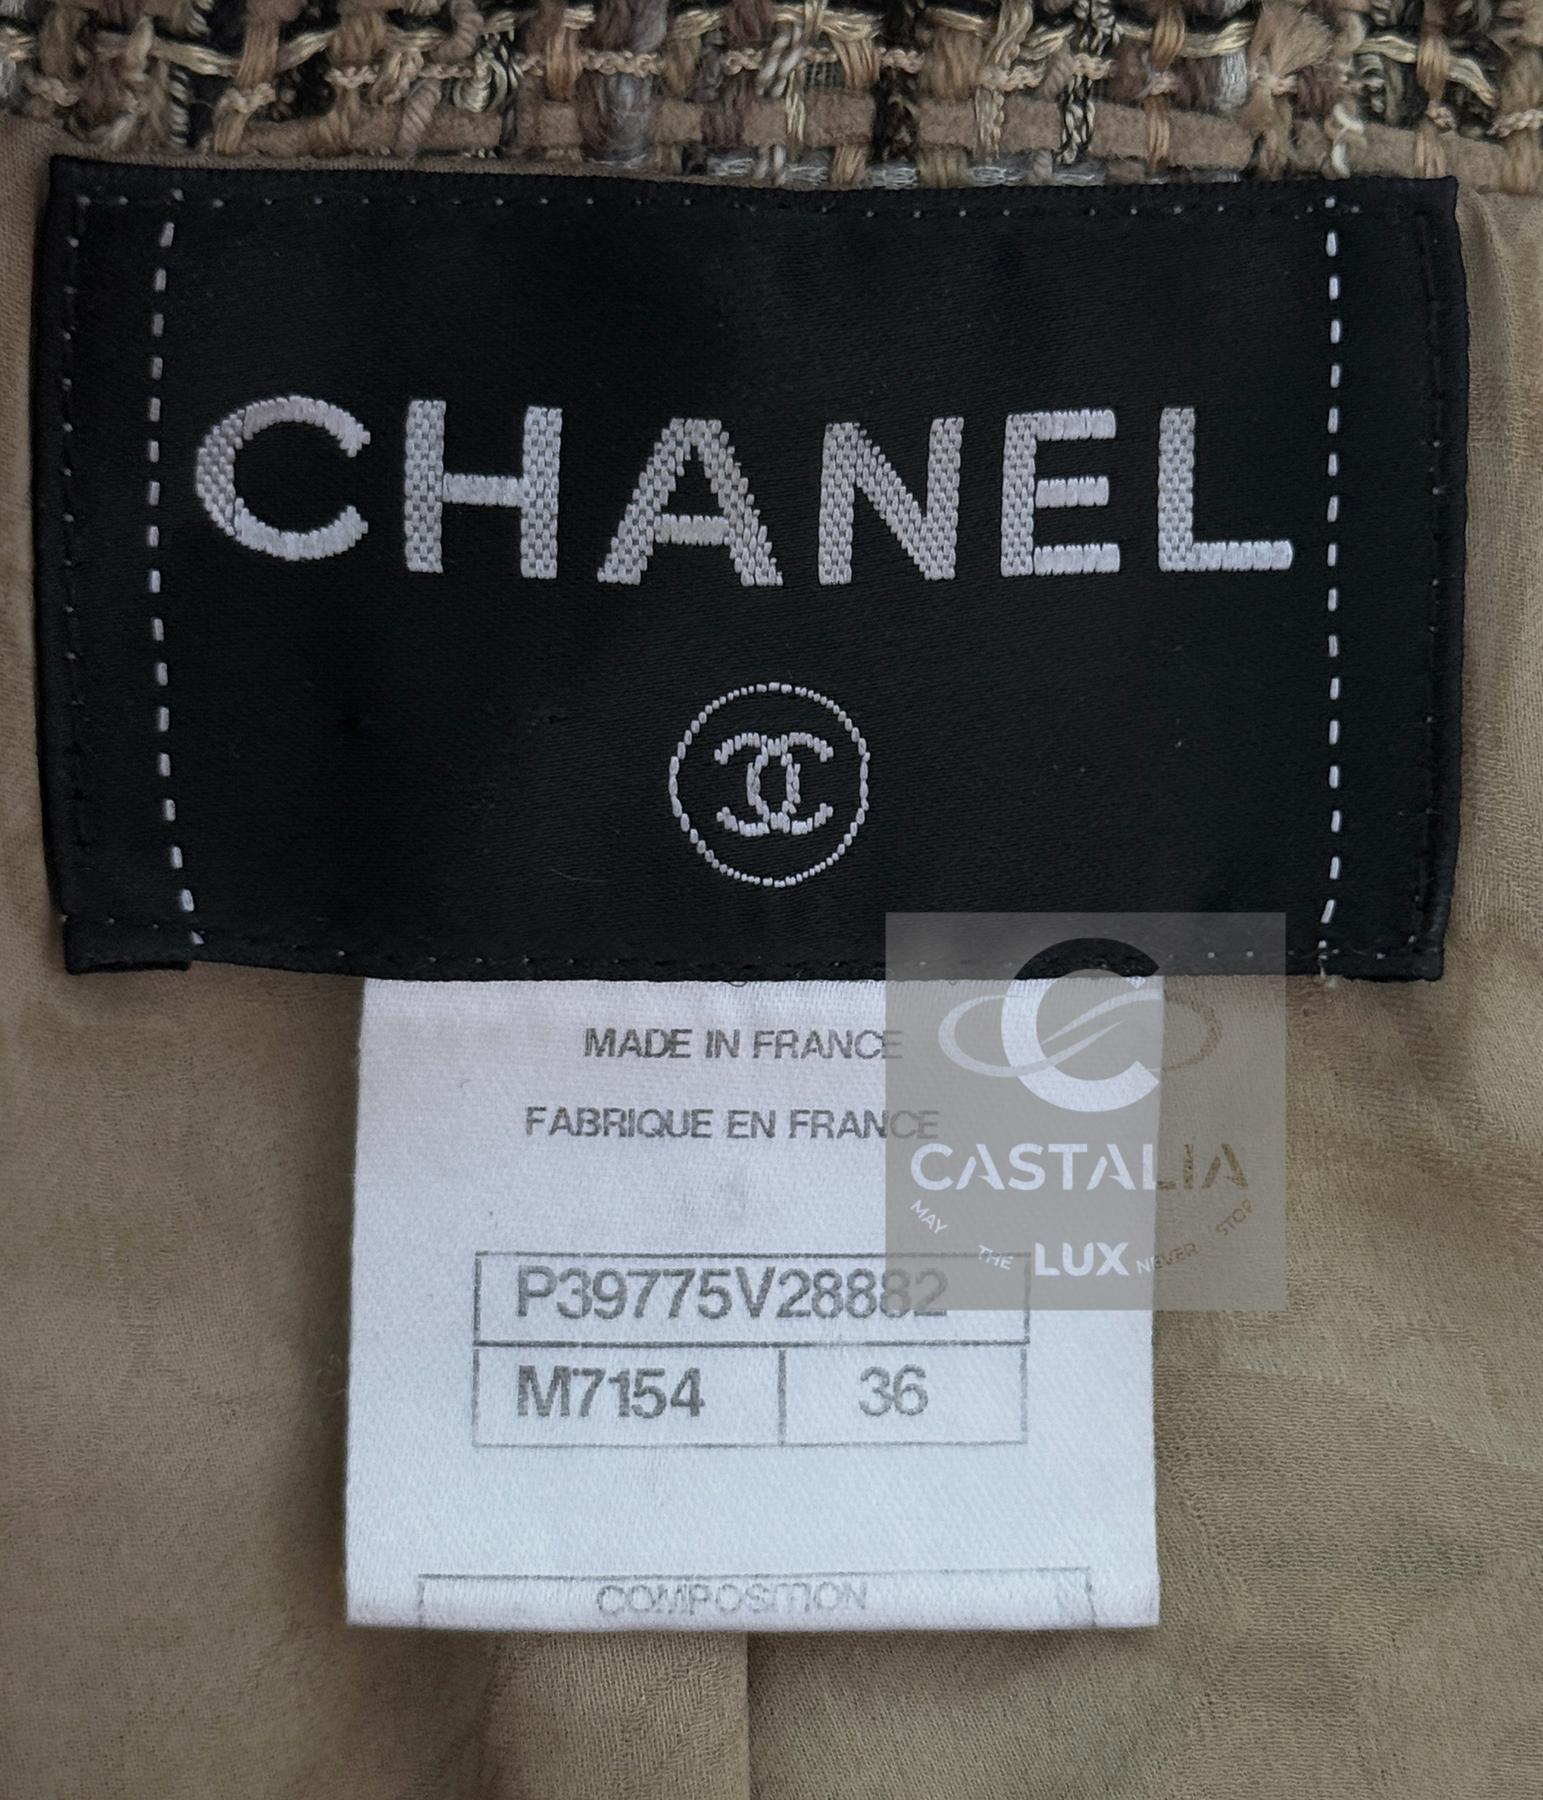 CHANEL
MADE IN FRANCE
FABRIQUE EN FRANCE
P39775V28882
M7154 36
COMPOSITION
CASTALIA
MAY THE LUX NEVER STOP